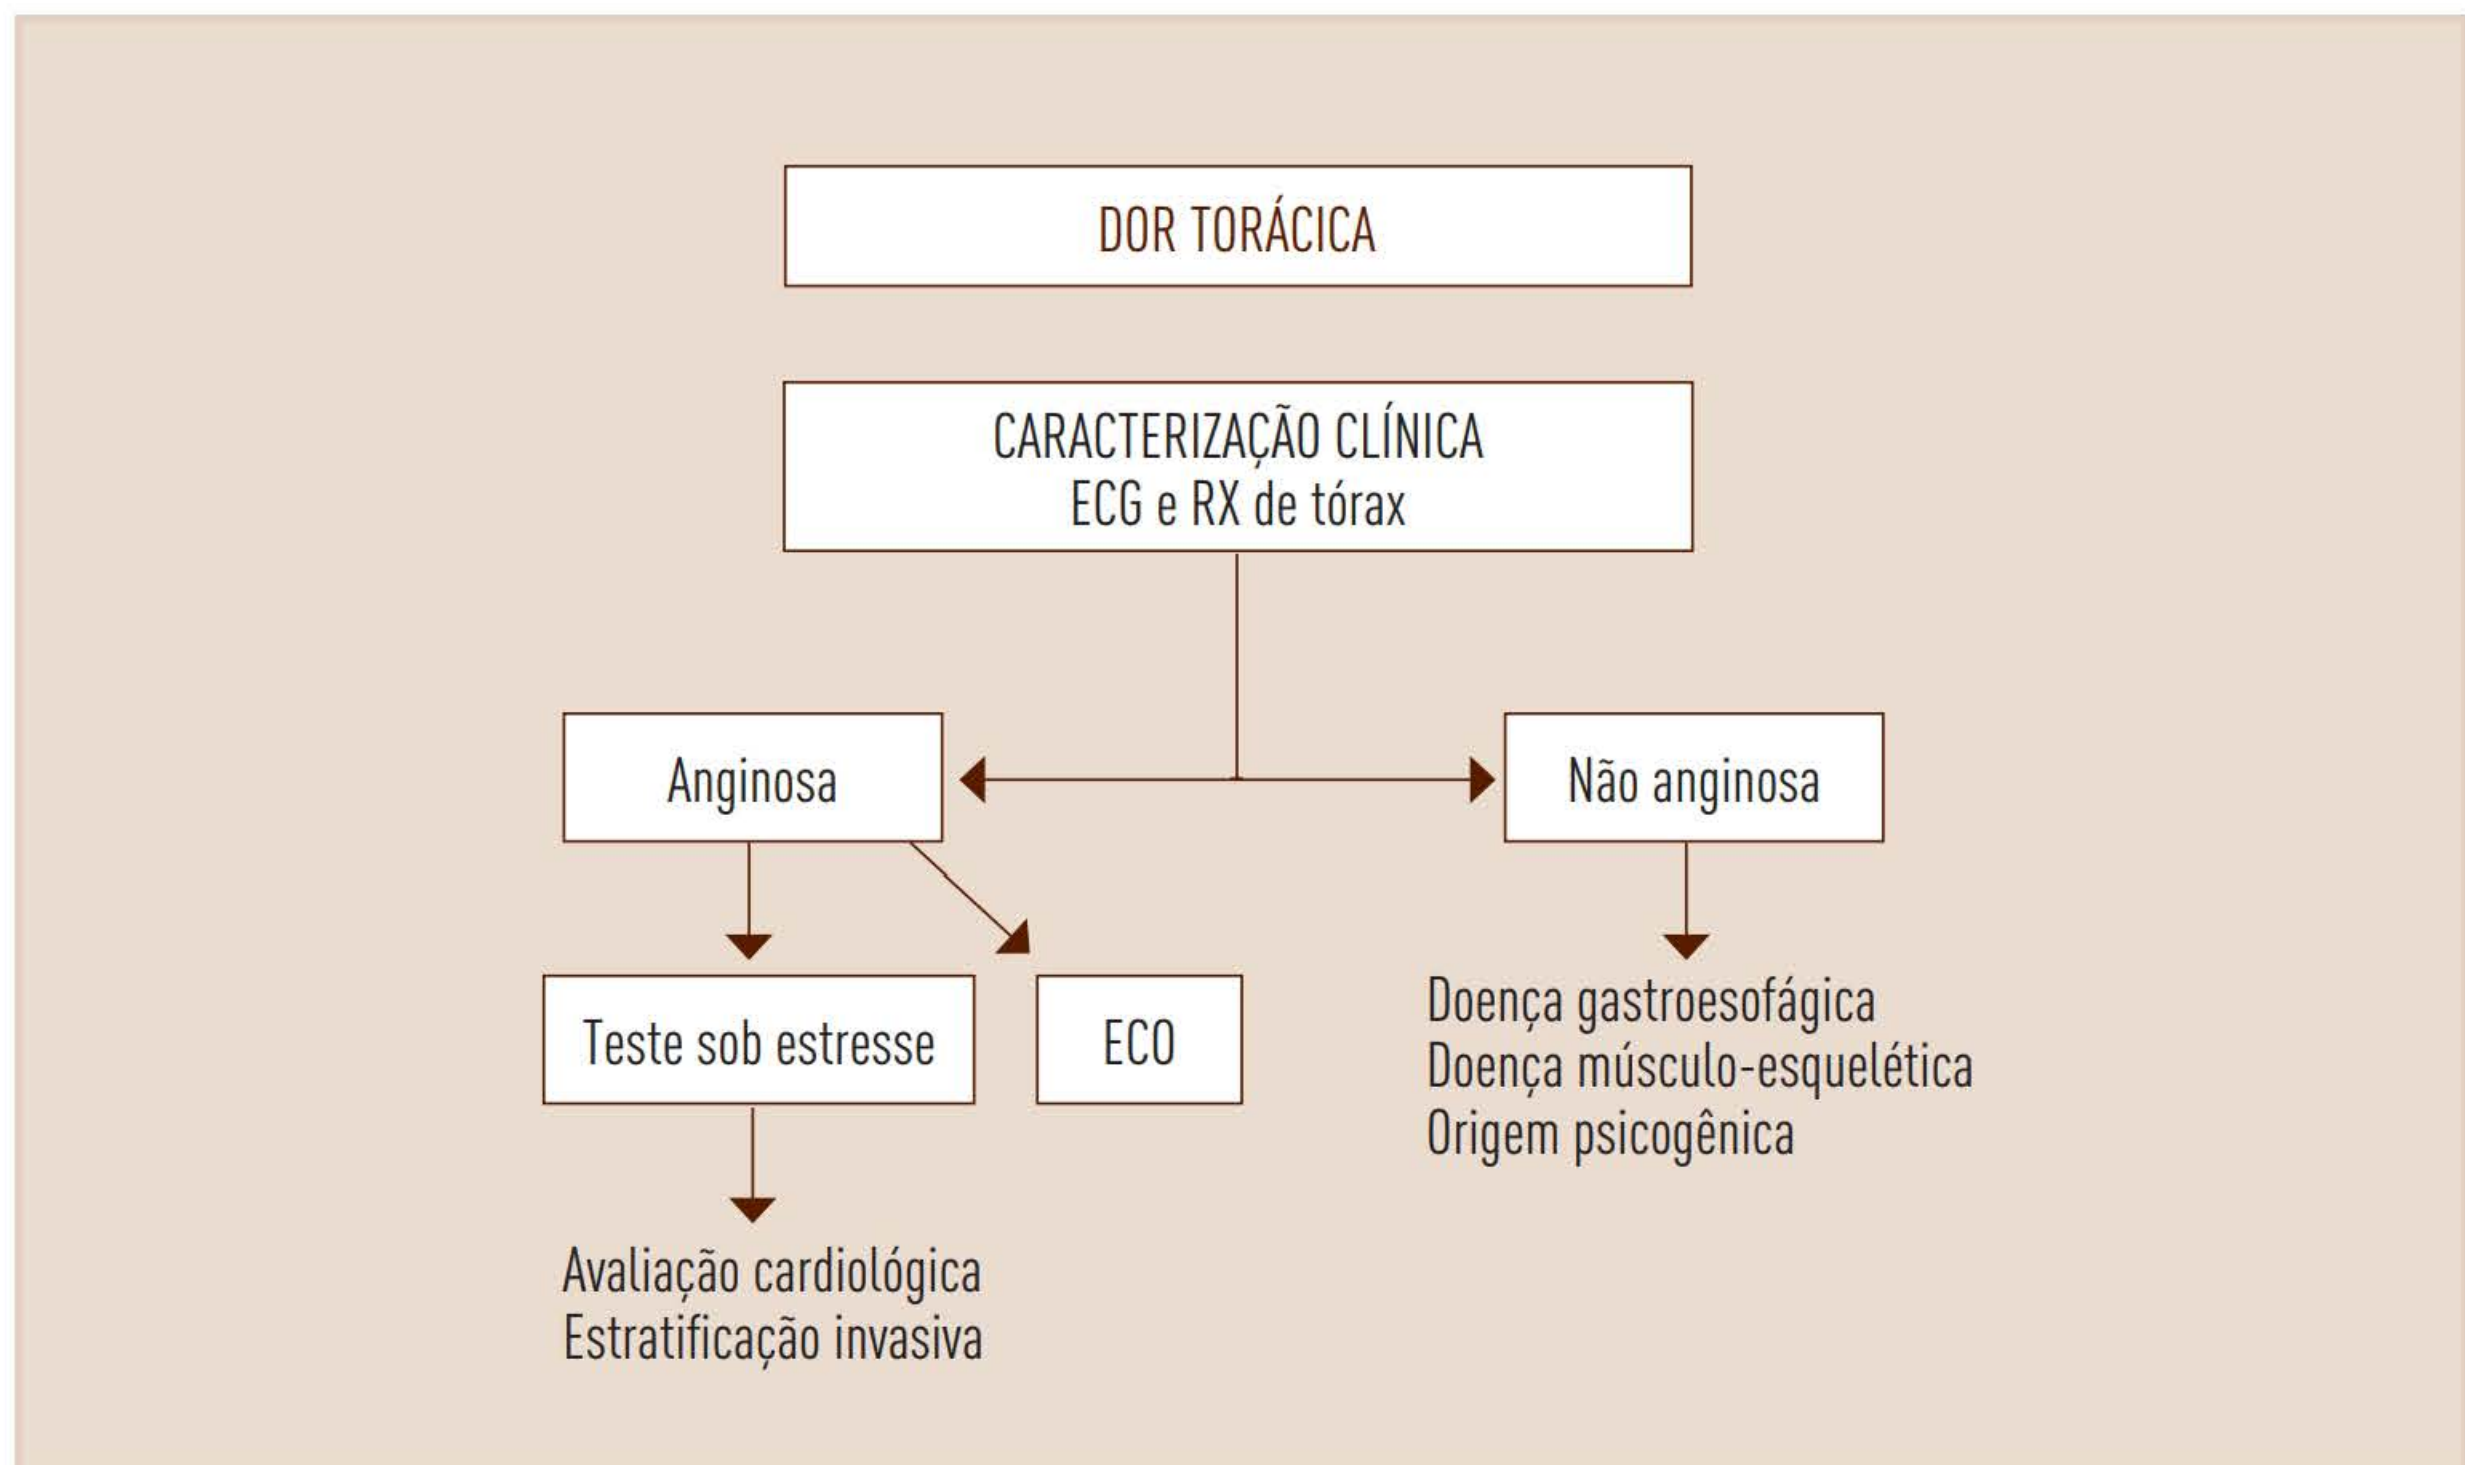 DOR TORÁCICA
CARACTERIZAÇÃO CLÍNICA
ECG e RX de tórax
Anginosa
Não anginosa
Teste sob estresse
ECO
Doença gastroesofágica
Doença músculo-esquelética
Origem psicogênica
Avaliação cardiológica
Estratificação invasiva